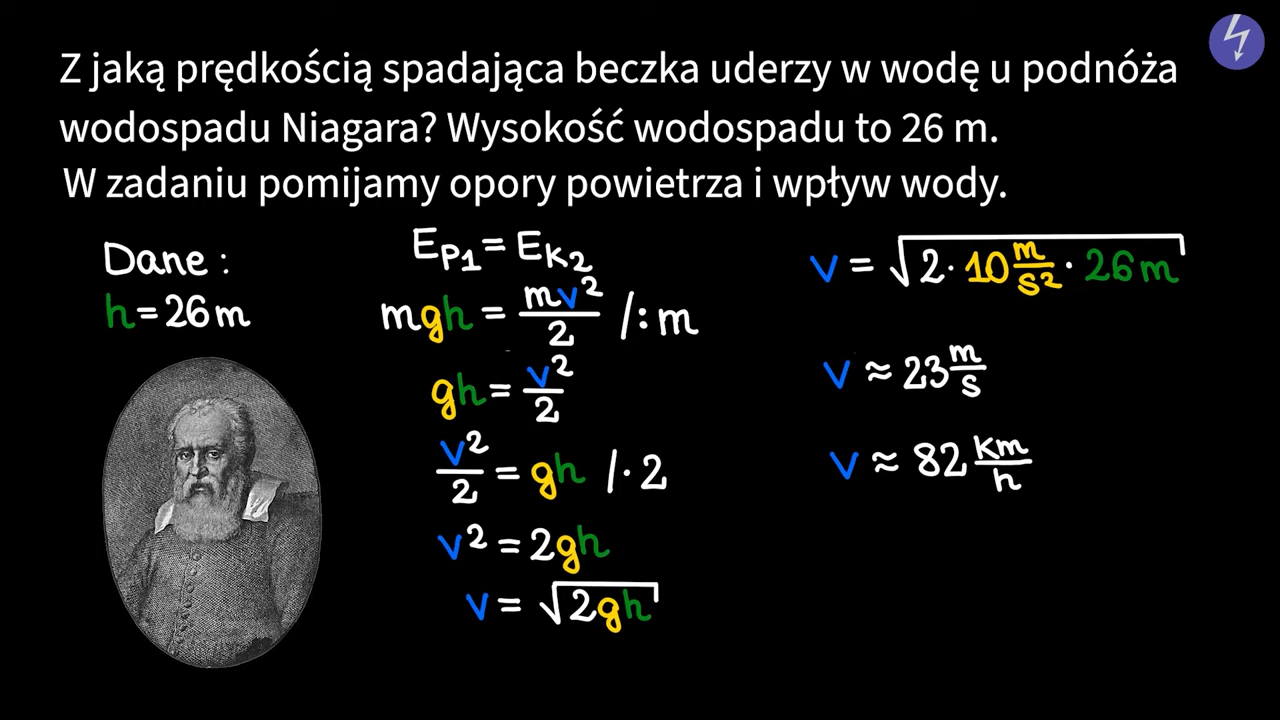 Z jaką prędkością spadająca beczka uderzy w wodę u podnóża
wodospadu Niagara? Wysokość wodospadu to 26 m.
W zadaniu pomijamy opory powietrza i wpływ wody.
Dane :
h = 26 m
E_P1 = E_K2
mgh = mv²/2 /: m
gh = v²/2
v²/2 = gh /· 2
v² = 2gh
v = √2gh
v = √2 · 10 m/s² · 26 m
v ≈ 23 m/s
v ≈ 82 km/h